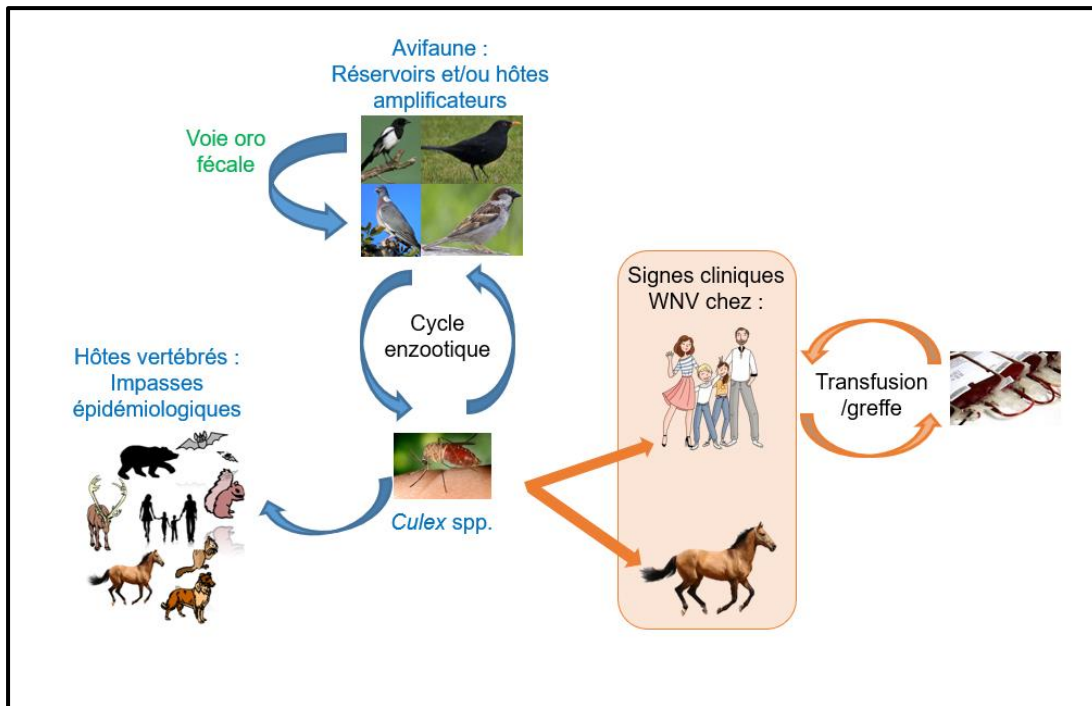 Avifaune :
Réservoirs et/ou hôtes
amplificateurs
Voie oro
fécale
Cycle
enzootique
Hôtes vertébrés :
Impasses
épidémiologiques
Culex spp.
Signes cliniques
WNV chez :
Transfusion
/greffe